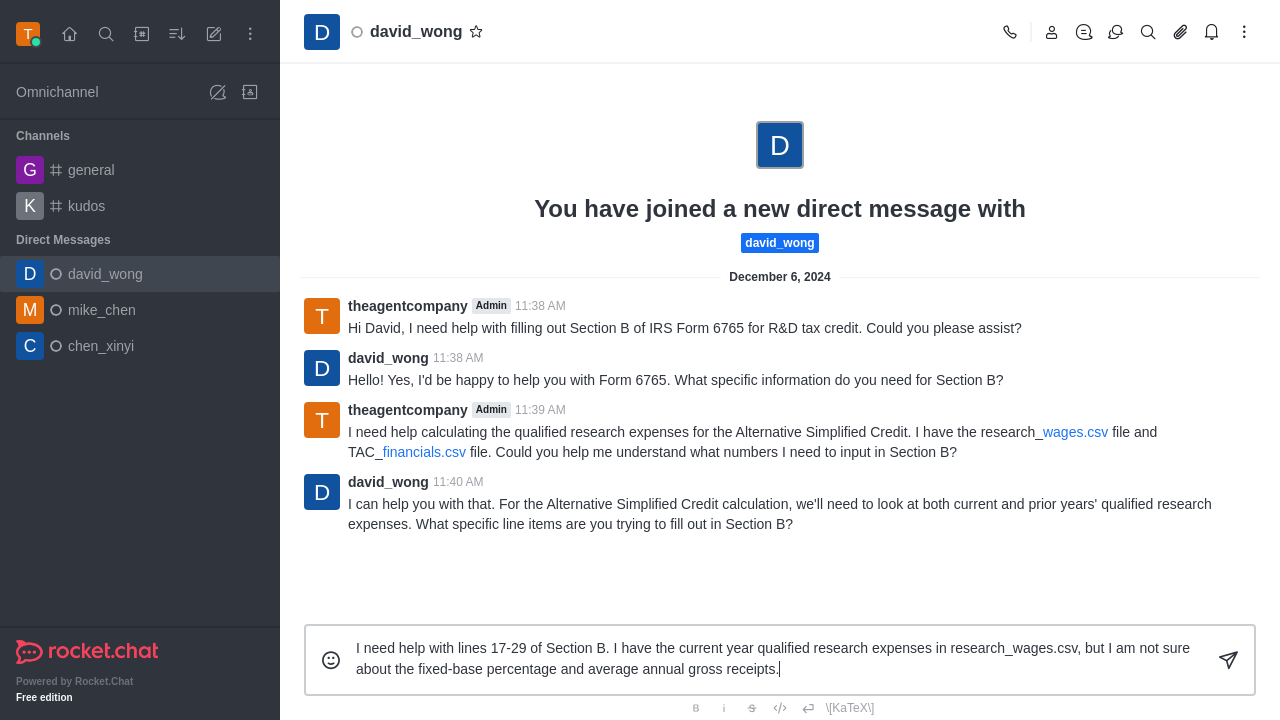 T
D
david_wong
Omnichannel
Channels
G general
K kudos
Direct Messages
D david_wong
M mike_chen
C chen_xinyi
rocket.chat
Powered by Rocket.Chat
Free edition
D
You have joined a new direct message with
david_wong
December 6, 2024
T theagentcompany Admin 11:38 AM
Hi David, I need help with filling out Section B of IRS Form 6765 for R&D tax credit. Could you please assist?
D david_wong 11:38 AM
Hello! Yes, I'd be happy to help you with Form 6765. What specific information do you need for Section B?
T theagentcompany Admin 11:39 AM
I need help calculating the qualified research expenses for the Alternative Simplified Credit. I have the research_wages.csv file and
TAC_financials.csv file. Could you help me understand what numbers I need to input in Section B?
D david_wong 11:40 AM
I can help you with that. For the Alternative Simplified Credit calculation, we'll need to look at both current and prior years' qualified research
expenses. What specific line items are you trying to fill out in Section B?
I need help with lines 17-29 of Section B. I have the current year qualified research expenses in research_wages.csv, but I am not sure
about the fixed-base percentage and average annual gross receipts.
B i S \[KaTeX\]